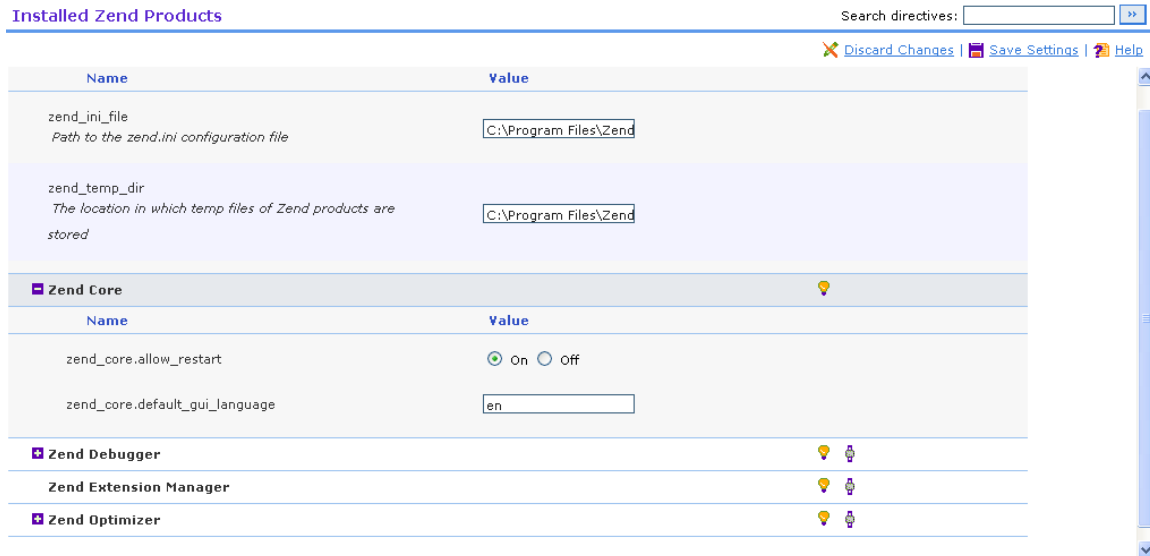 Installed Zend Products
Search directives:
Discard Changes | Save Settings | Help
Name Value
zend_ini_file
Path to the zend.ini configuration file
C:\Program Files\Zend
zend_temp_dir
The location in which temp files of Zend products are
stored
C:\Program Files\Zend
Zend Core
Name Value
zend_core.allow_restart On Off
zend_core.default_gui_language en
Zend Debugger
Zend Extension Manager
Zend Optimizer